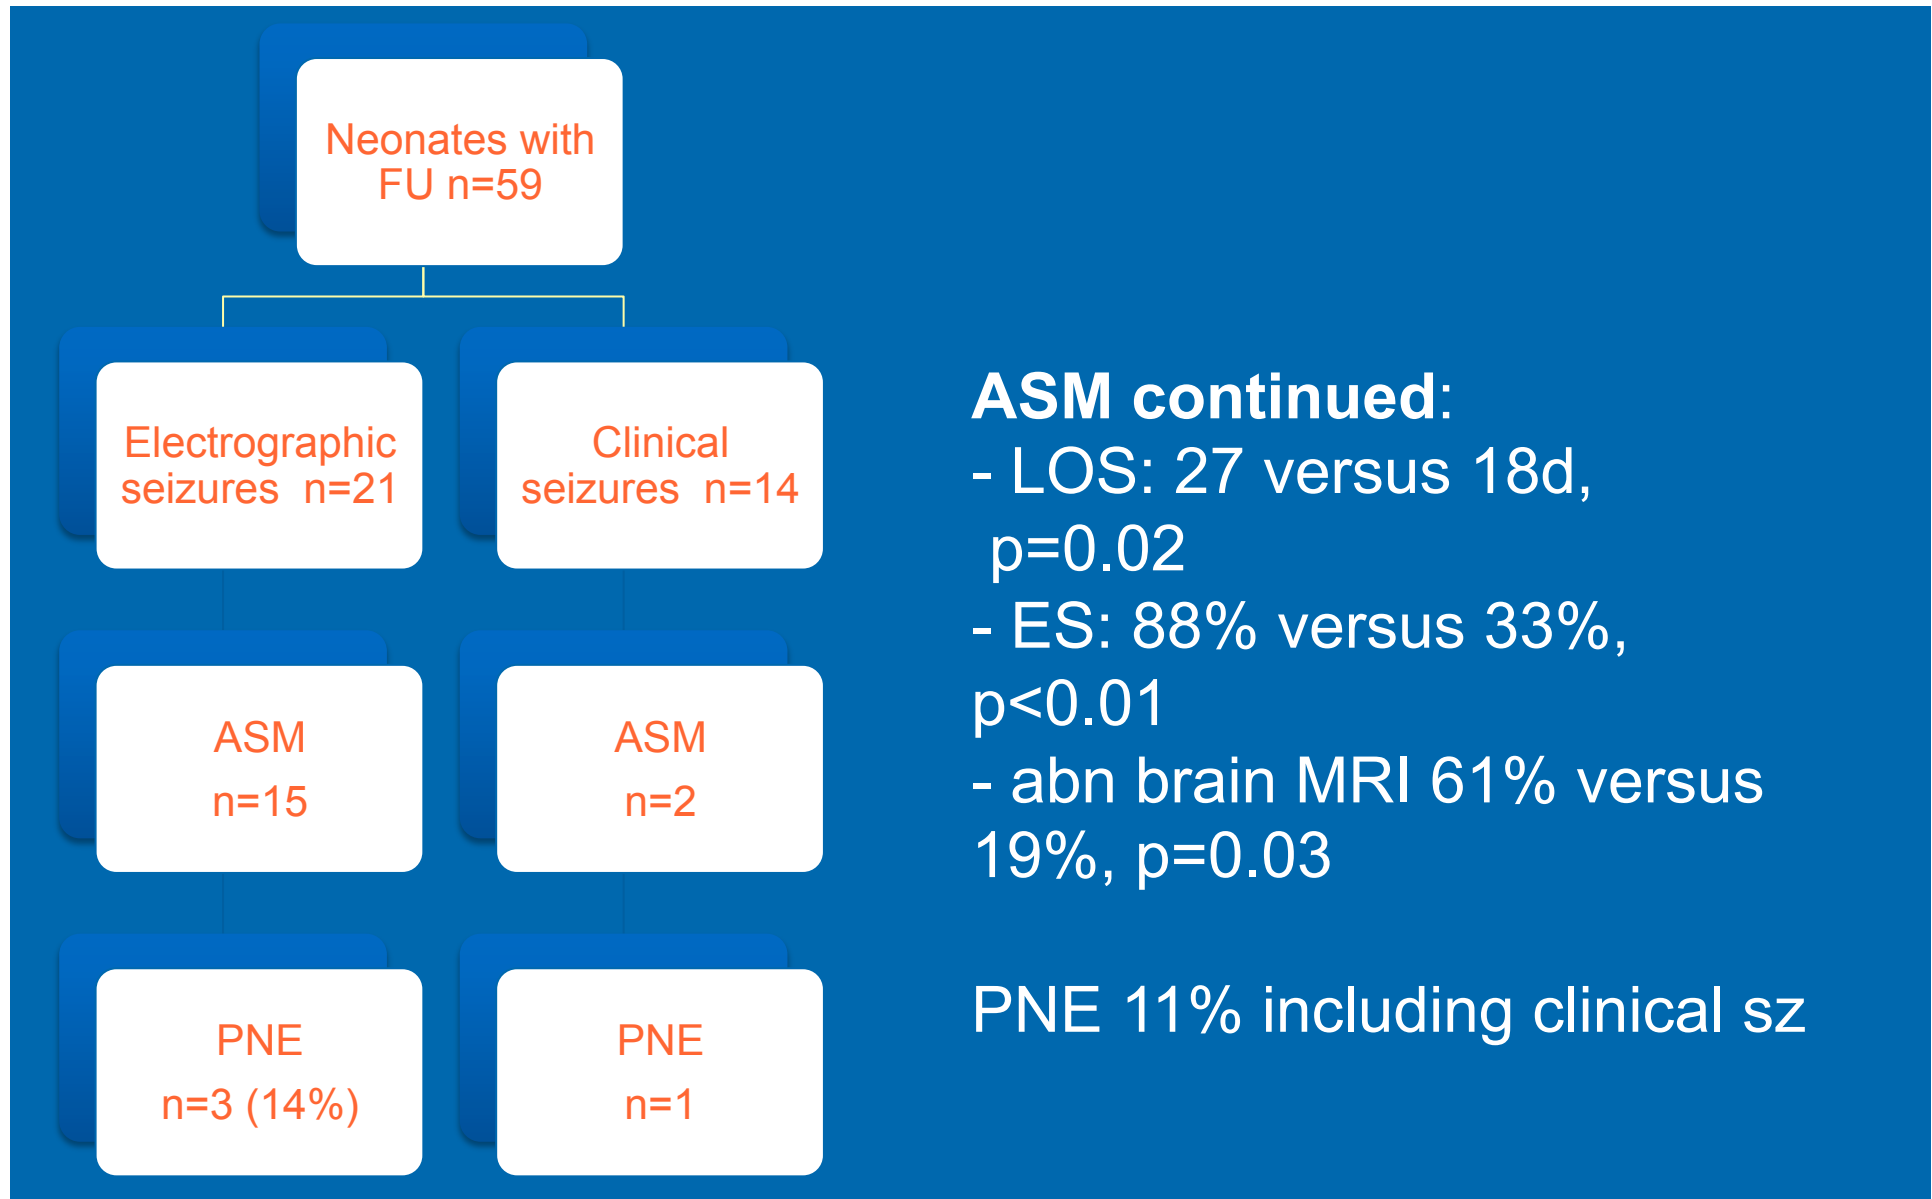 Neonates with
FU n=59
Electrographic
seizures n=21
Clinical
seizures n=14
ASM
n=15
ASM
n=2
PNE
n=3 (14%)
PNE
n=1
ASM continued:
- LOS: 27 versus 18d,
p=0.02
- ES: 88% versus 33%,
p<0.01
- abn brain MRI 61% versus
19%, p=0.03
PNE 11% including clinical sz